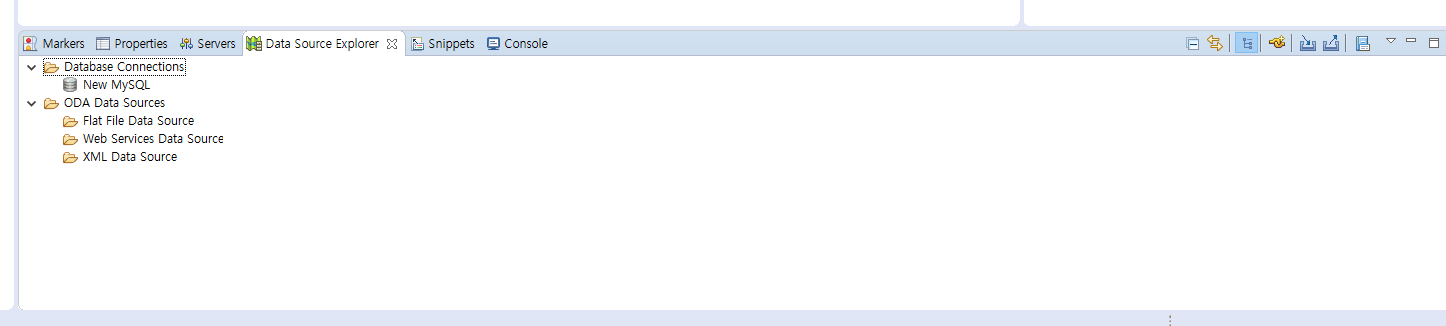 Markers Properties Servers Data Source Explorer Snippets Console
Database Connections
New MySQL
ODA Data Sources
Flat File Data Source
Web Services Data Source
XML Data Source